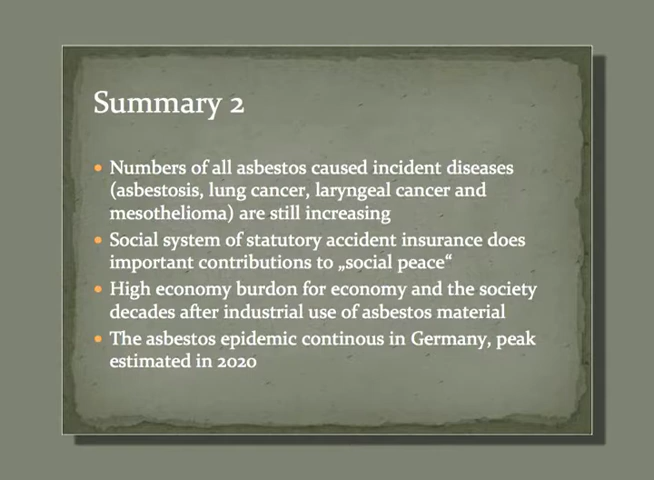 Summary 2
• Numbers of all asbestos caused incident diseases
(asbestosis, lung cancer, laryngeal cancer and
mesothelioma) are still increasing
• Social system of statutory accident insurance does
important contributions to „social peace“
• High economy burdon for economy and the society
decades after industrial use of asbestos material
• The asbestos epidemic continous in Germany, peak
estimated in 2020